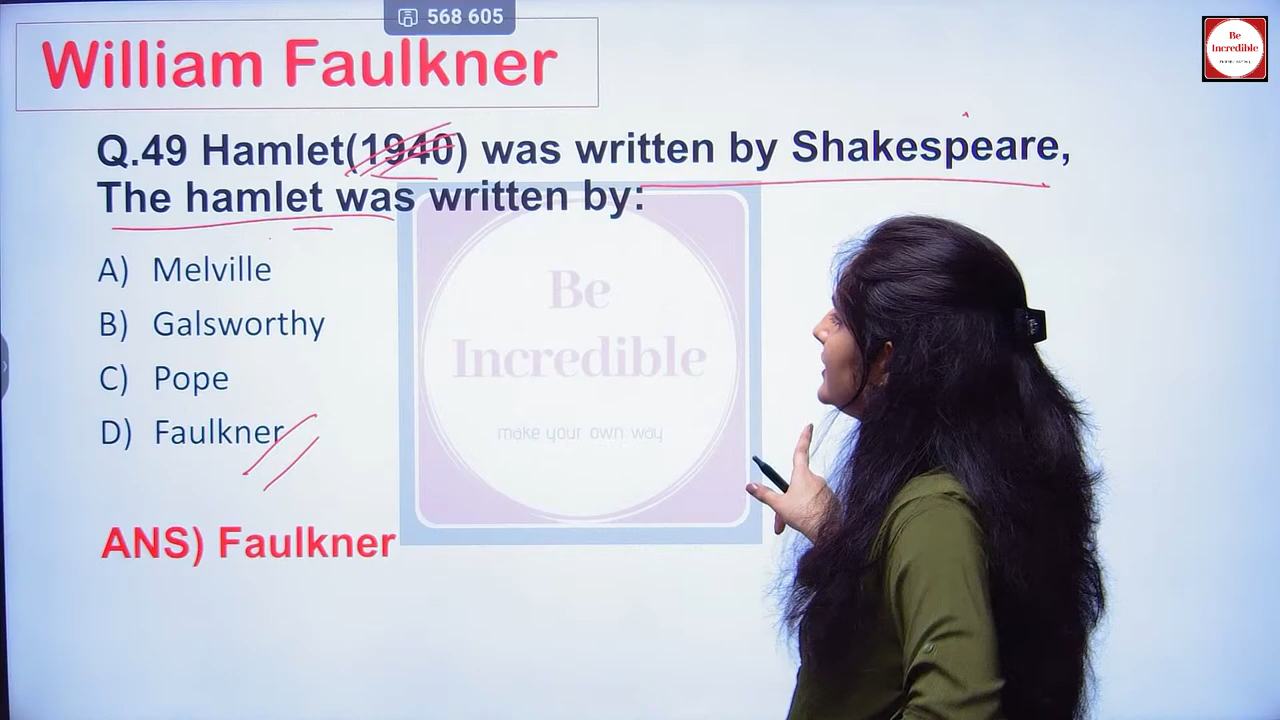 568 605
William Faulkner
Be
Incredible
Q.49 Hamlet(1940) was written by Shakespeare,
The hamlet was written by:
A) Melville
B) Galsworthy
C) Pope
D) Faulkner
Be
Incredible
make your own way
ANS) Faulkner